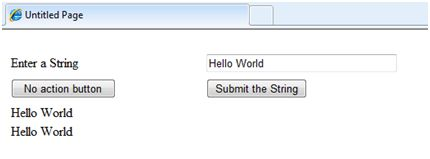 Untitled Page
Enter a String Hello World
No action button Submit the String
Hello World
Hello World